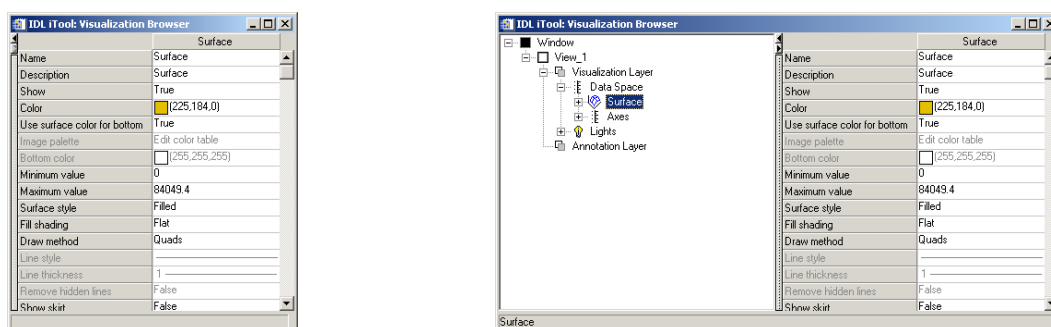 IDL iTool: Visualization Browser
Surface
Name Surface
Description Surface
Show True
Color (225,184,0)
Use surface color for bottom True
Image palette Edit color table
Bottom color (255,255,255)
Minimum value 0
Maximum value 84049.4
Surface style Filled
Fill shading Flat
Draw method Quads
Line style
Line thickness 1
Remove hidden lines False
Show skirt False
IDL iTool: Visualization Browser
Window
View_1
Visualization Layer
Data Space
Surface
Axes
Lights
Annotation Layer
Surface
Name Surface
Description Surface
Show True
Color (225,184,0)
Use surface color for bottom True
Image palette Edit color table
Bottom color (255,255,255)
Minimum value 0
Maximum value 84049.4
Surface style Filled
Fill shading Flat
Draw method Quads
Line style
Line thickness 1
Remove hidden lines False
Show skirt False
Surface